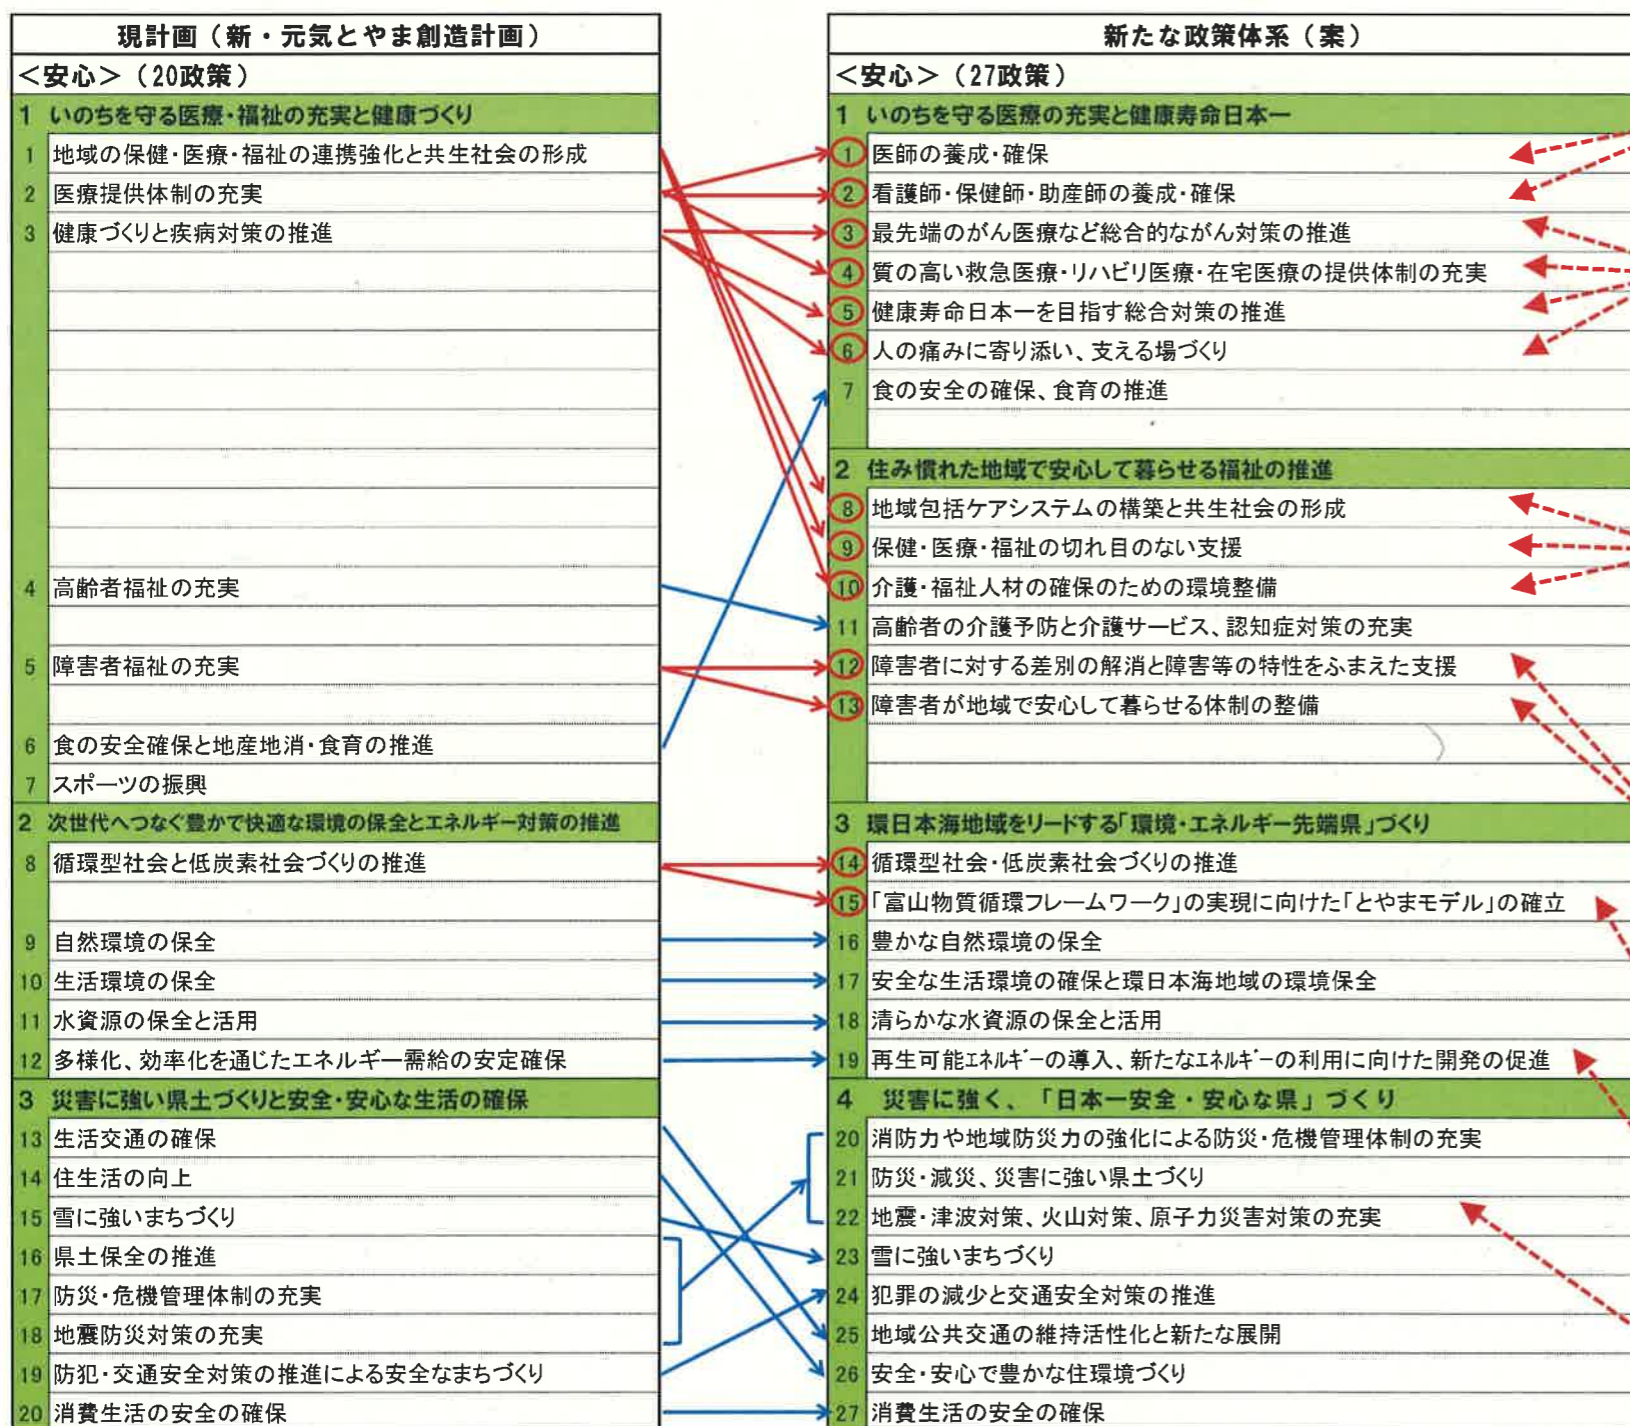 現計画（新・元気とやま創造計画）
＜安心＞（20政策）
1 いのちを守る医療・福祉の充実と健康づくり
1 地域の保健・医療・福祉の連携強化と共生社会の形成
2 医療提供体制の充実
3 健康づくりと疾病対策の推進
4 高齢者福祉の充実
5 障害者福祉の充実
6 食の安全確保と地産地消・食育の推進
7 スポーツの振興
2 次世代へつなぐ豊かで快適な環境の保全とエネルギー対策の推進
8 循環型社会と低炭素社会づくりの推進
9 自然環境の保全
10 生活環境の保全
11 水資源の保全と活用
12 多様化、効率化を通じたエネルギー需給の安定確保
3 災害に強い県土づくりと安全・安心な生活の確保
13 生活交通の確保
14 住生活の向上
15 雪に強いまちづくり
16 県土保全の推進
17 防災・危機管理体制の充実
18 地震防災対策の充実
19 防犯・交通安全対策の推進による安全なまちづくり
20 消費生活の安全の確保
新たな政策体系（案）
＜安心＞（27政策）
1 いのちを守る医療の充実と健康寿命日本一
1 医師の養成・確保
2 看護師・保健師・助産師の養成・確保
3 最先端のがん医療など総合的ながん対策の推進
4 質の高い救急医療・リハビリ医療・在宅医療の提供体制の充実
5 健康寿命日本一を目指す総合対策の推進
6 人の痛みに寄り添い、支える場づくり
7 食の安全の確保、食育の推進
2 住み慣れた地域で安心して暮らせる福祉の推進
8 地域包括ケアシステムの構築と共生社会の形成
9 保健・医療・福祉の切れ目のない支援
10 介護・福祉人材の確保のための環境整備
11 高齢者の介護予防と介護サービス、認知症対策の充実
12 障害者に対する差別の解消と障害等の特性をふまえた支援
13 障害者が地域で安心して暮らせる体制の整備
3 環日本海地域をリードする「環境・エネルギー先端県」づくり
14 循環型社会・低炭素社会づくりの推進
15 「富山物質循環フレームワーク」の実現に向けた「とやまモデル」の確立
16 豊かな自然環境の保全
17 安全な生活環境の確保と環日本海地域の環境保全
18 清らかな水資源の保全と活用
19 再生可能ｴﾈﾙｷﾞｰの導入、新たなｴﾈﾙｷﾞｰの利用に向けた開発の促進
4 災害に強く、「日本一安全・安心な県」づくり
20 消防力や地域防災力の強化による防災・危機管理体制の充実
21 防災・減災、災害に強い県土づくり
22 地震・津波対策、火山対策、原子力災害対策の充実
23 雪に強いまちづくり
24 犯罪の減少と交通安全対策の推進
25 地域公共交通の維持活性化と新たな展開
26 安全・安心で豊かな住環境づくり
27 消費生活の安全の確保